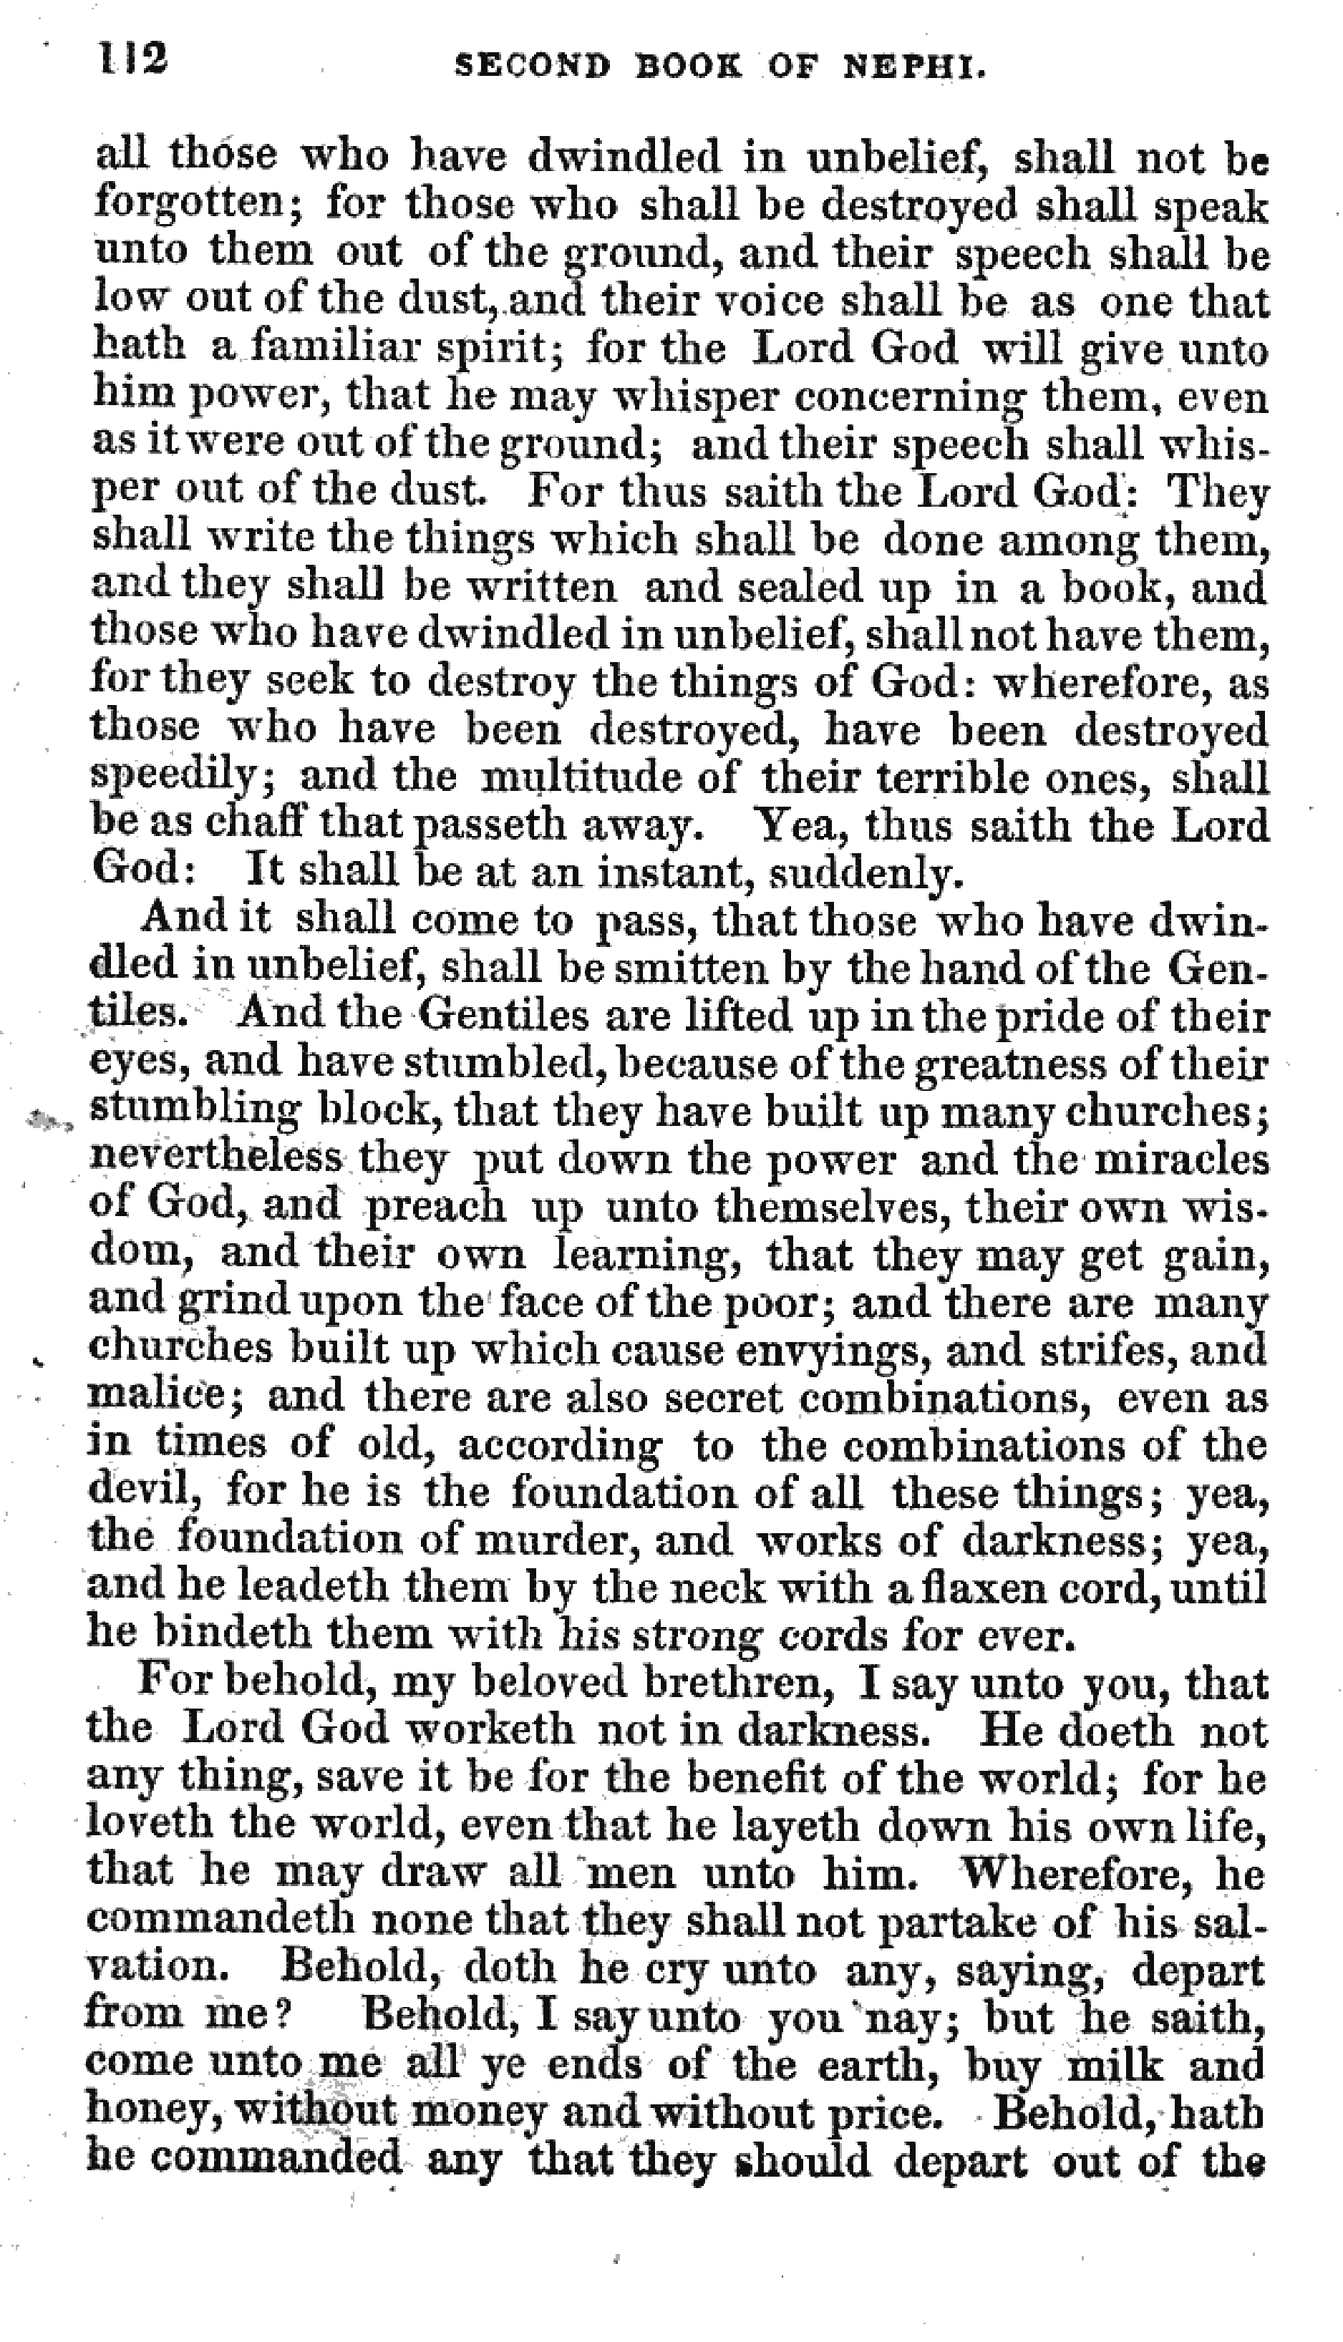 112 SECOND BOOK OF NEPHI.
all those who have dwindled in unbelief, shall not be
forgotten; for those who shall be destroyed shall speak
unto them out of the ground, and their speech shall be
low out of the dust, and their voice shall be as one that
hath a familiar spirit; for the Lord God will give unto
him power, that he may whisper concerning them, even
as it were out of the ground; and their speech shall whis-
per out of the dust. For thus saith the Lord God: They
shall write the things which shall be done among them,
and they shall be written and sealed up in a book, and
those who have dwindled in unbelief, shall not have them,
for they seek to destroy the things of God: wherefore, as
those who have been destroyed, have been destroyed
speedily; and the multitude of their terrible ones, shall
be as chaff that passeth away. Yea, thus saith the Lord
God: It shall be at an instant, suddenly.
And it shall come to pass, that those who have dwin-
dled in unbelief, shall be smitten by the hand of the Gen-
tiles. And the Gentiles are lifted up in the pride of their
eyes, and have stumbled, because of the greatness of their
stumbling block, that they have built up many churches;
nevertheless they put down the power and the miracles
of God, and preach up unto themselves, their own wis-
dom, and their own learning, that they may get gain,
and grind upon the face of the poor; and there are many
churches built up which cause envyings, and strifes, and
malice; and there are also secret combinations, even as
in times of old, according to the combinations of the
devil, for he is the foundation of all these things; yea,
the foundation of murder, and works of darkness; yea,
and he leadeth them by the neck with a flaxen cord, until
he bindeth them with his strong cords for ever.
For behold, my beloved brethren, I say unto you, that
the Lord God worketh not in darkness. He doeth not
any thing, save it be for the benefit of the world; for he
loveth the world, even that he layeth down his own life,
that he may draw all men unto him. Wherefore, he
commandeth none that they shall not partake of his sal-
vation. Behold, doth he cry unto any, saying, depart
from me? Behold, I say unto you nay; but he saith,
come unto me all ye ends of the earth, buy milk and
honey, without money and without price. Behold, hath
he commanded any that they should depart out of the